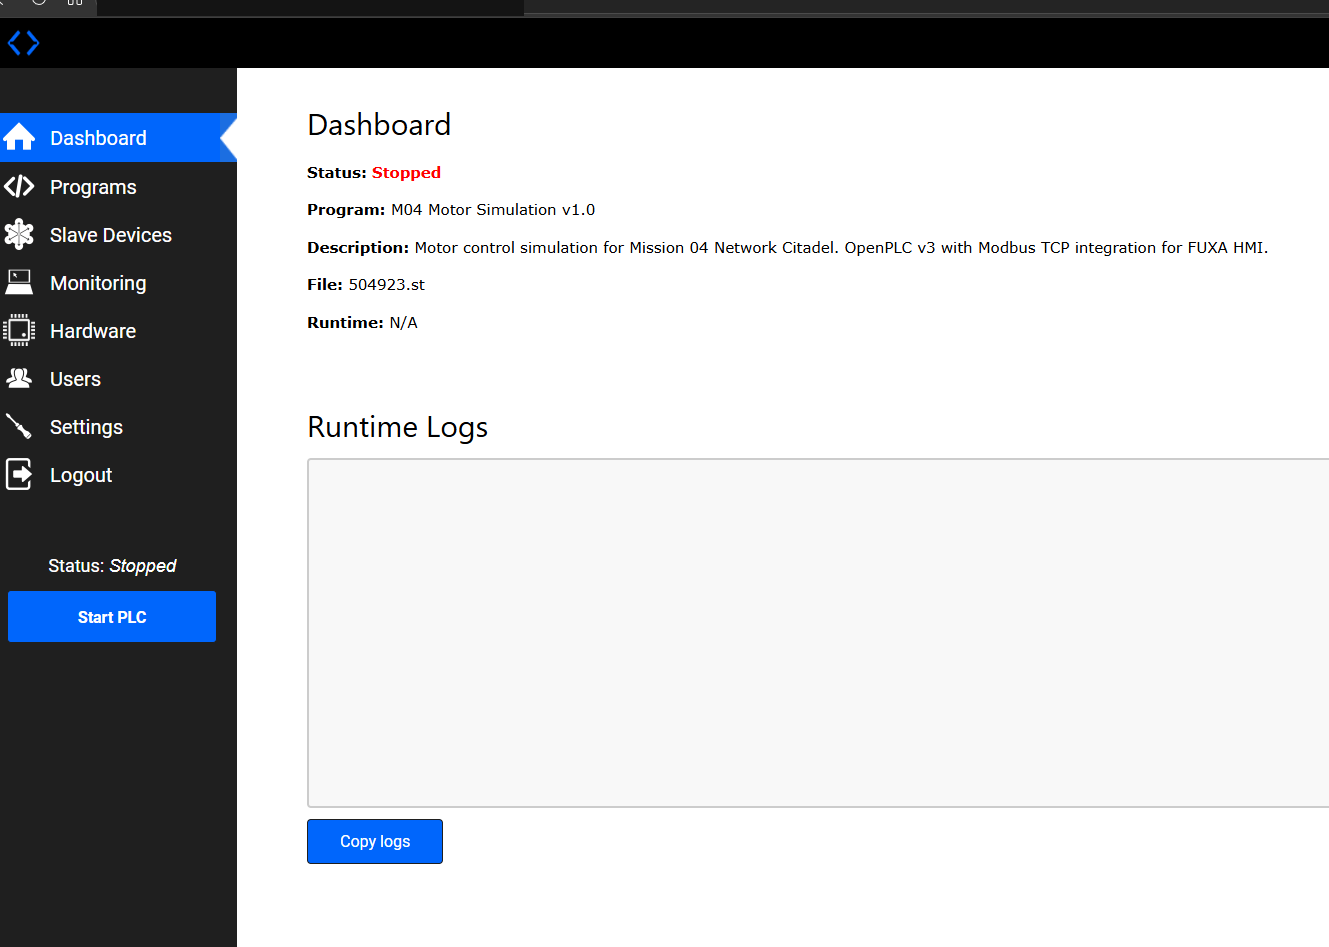 Dashboard
Programs
Slave Devices
Monitoring
Hardware
Users
Settings
Logout
Status: Stopped
Start PLC
Dashboard
Status: Stopped
Program: M04 Motor Simulation v1.0
Description: Motor control simulation for Mission 04 Network Citadel. OpenPLC v3 with Modbus TCP integration for FUXA HMI.
File: 504923.st
Runtime: N/A
Runtime Logs
Copy logs